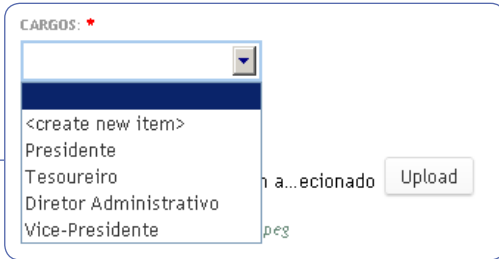 CARGOS: *
<create new item>
Presidente
Tesoureiro
a...ecionado Upload
Diretor Administrativo
Vice-Presidente peg